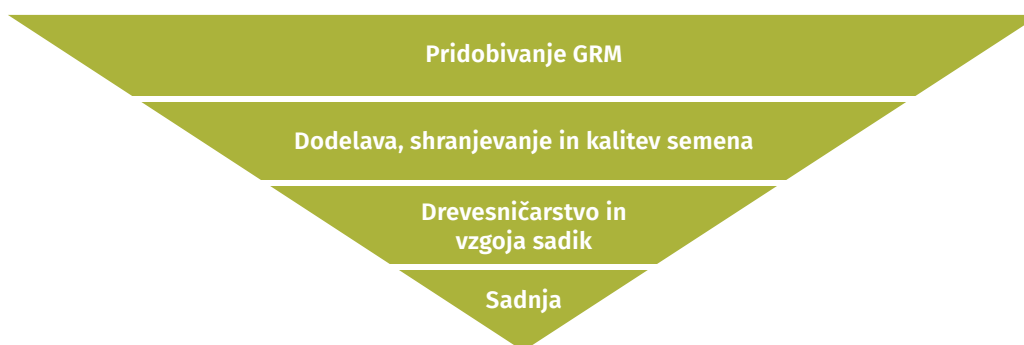 Pridobivanje GRM
Dodelava, shranjevanje in kalitev semena
Drevesničarstvo in
vzgoja sadik
Sadnja